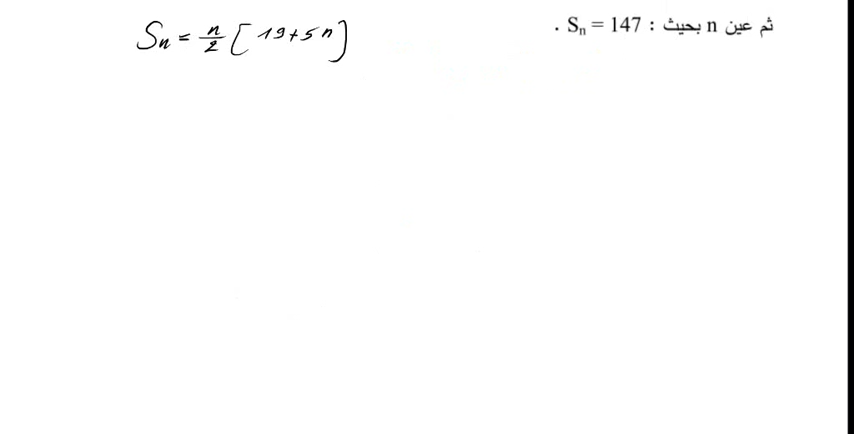 ثم عين n بحيث : Sₙ = 147 .
Sₙ = n/2 [19+5n]